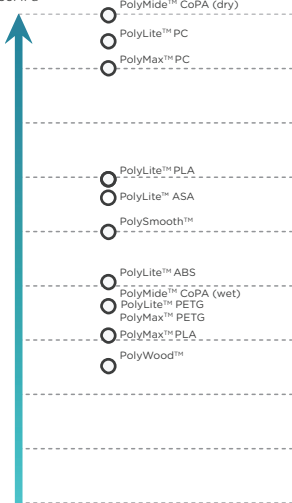 PolyMide™ CoPA (dry)
PolyLite™ PC
PolyMax™ PC
PolyLite™ PLA
PolyLite™ ASA
PolySmooth™
PolyLite™ ABS
PolyMide™ CoPA (wet)
PolyLite™ PETG
PolyMax™ PETG
PolyMax™ PLA
PolyWood™